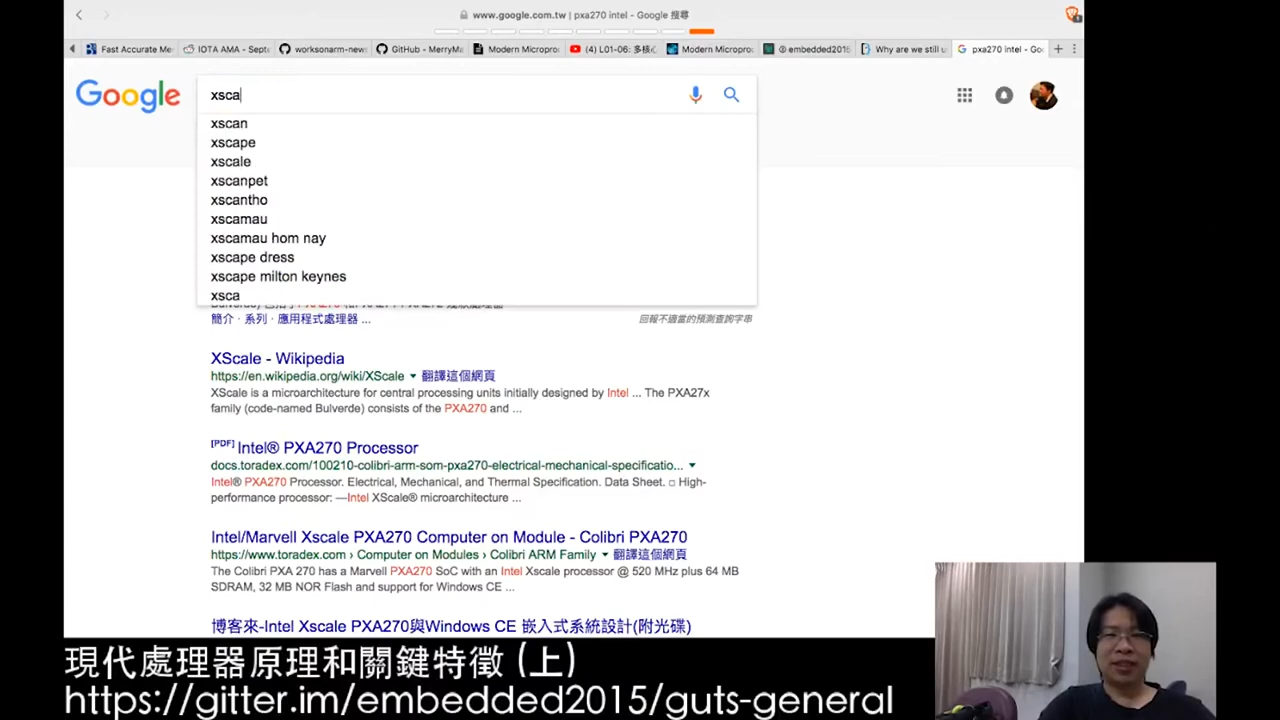 www.google.com.tw | pxa270 intel - Google 搜尋
Fast Accurate Me
IOTA AMA - Sept
worksonarm-news
GitHub - MerryMa
Modern Micropro
(4) L01-06: 多核心
Modern Micropro
embedded2015
Why are we still u
pxa270 intel - Goo
Google
xsca
xscan
xscape
xscale
xscanpet
xscantho
xscamau
xscamau hom nay
xscape dress
xscape milton keynes
xsca
簡介 · 系列 · 應用程式處理器 ...
回報不適當的預測查詢字串
XScale - Wikipedia
https://en.wikipedia.org/wiki/XScale 翻譯這個網頁
XScale is a microarchitecture for central processing units initially designed by Intel ... The PXA27x
family (code-named Bulverde) consists of the PXA270 and ...
[PDF] Intel® PXA270 Processor
docs.toradex.com/100210-colibri-arm-som-pxa270-electrical-mechanical-specificatio...
Intel® PXA270 Processor. Electrical, Mechanical, and Thermal Specification. Data Sheet. □ High-
performance processor: —Intel XScale® microarchitecture ...
Intel/Marvell Xscale PXA270 Computer on Module - Colibri PXA270
https://www.toradex.com › Computer on Modules › Colibri ARM Family 翻譯這個網頁
The Colibri PXA 270 has a Marvell PXA270 SoC with an Intel Xscale processor @ 520 MHz plus 64 MB
SDRAM, 32 MB NOR Flash and support for Windows CE ...
博客來-Intel Xscale PXA270與Windows CE 嵌入式系統設計(附光碟)
現代處理器原理和關鍵特徵 (上)
https://gitter.im/embedded2015/guts-general